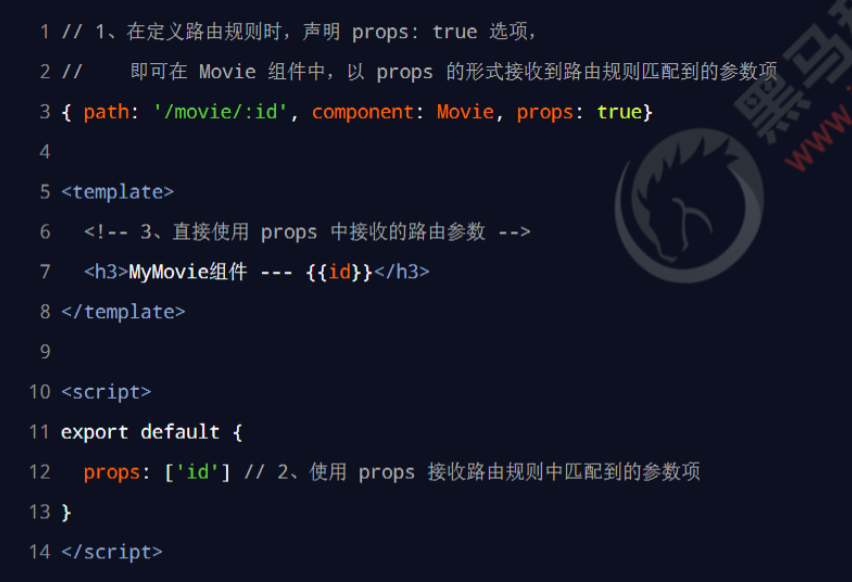 1 // 1、在定义路由规则时，声明 props: true 选项，
2 //    即可在 Movie 组件中，以 props 的形式接收到路由规则匹配到的参数项
3 { path: '/movie/:id', component: Movie, props: true}
4
5 <template>
6   <!-- 3、直接使用 props 中接收的路由参数 -->
7   <h3>MyMovie组件 --- {{id}}</h3>
8 </template>
9
10 <script>
11 export default {
12   props: ['id'] // 2、使用 props 接收路由规则中匹配到的参数项
13 }
14 </script>
黑马
www.